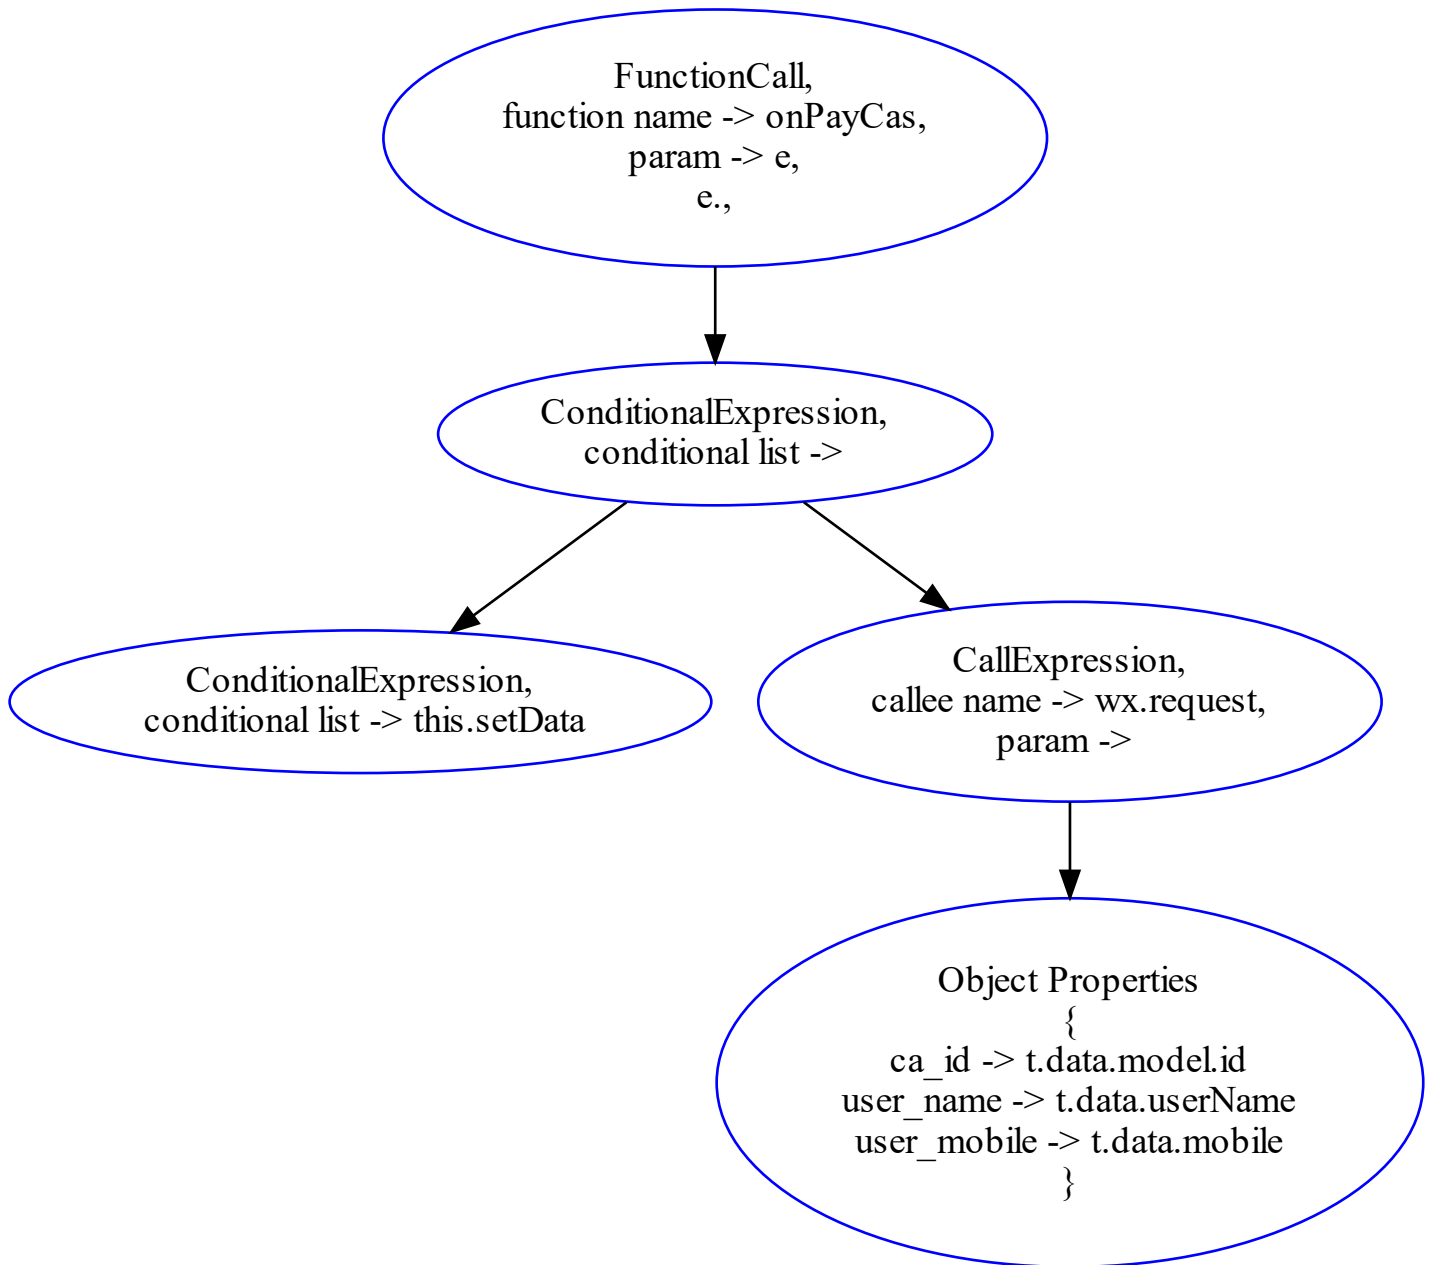 FunctionCall,
function name -> onPayCas,
param -> e,
e.,
ConditionalExpression,
conditional list ->
ConditionalExpression,
conditional list -> this.setData
CallExpression,
callee name -> wx.request,
param ->
Object Properties
{
ca_id -> t.data.model.id
user_name -> t.data.userName
user_mobile -> t.data.mobile
}